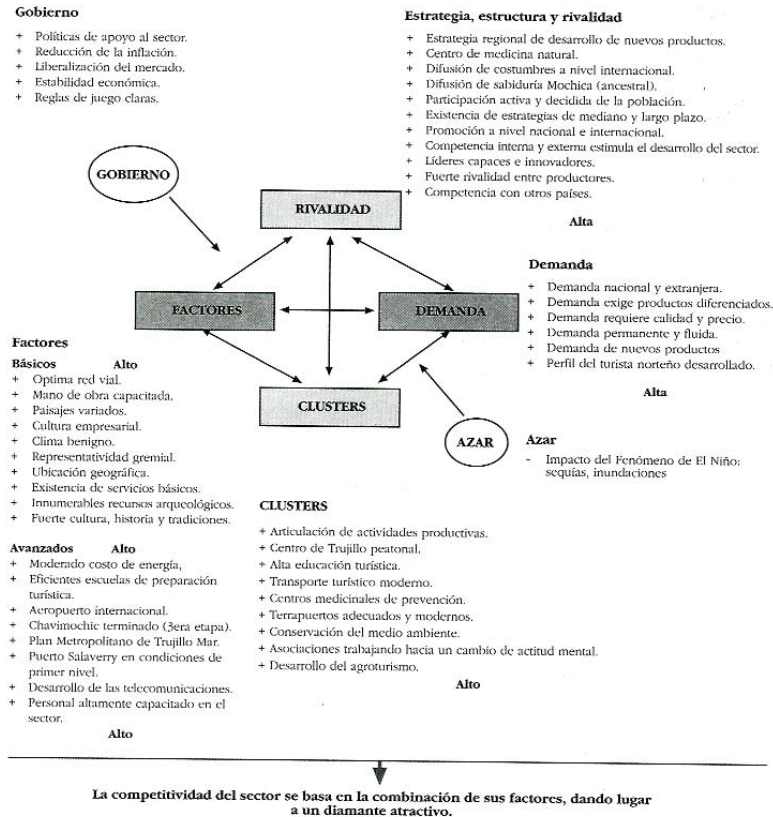 Gobierno
+ Políticas de apoyo al sector.
+ Reducción de la inflación.
+ Liberalización del mercado.
+ Estabilidad económica.
+ Reglas de juego claras.
Estrategia, estructura y rivalidad
+ Estrategia regional de desarrollo de nuevos productos.
+ Centro de medicina natural.
+ Difusión de costumbres a nivel internacional.
+ Difusión de sabiduría Mochica (ancestral).
+ Participación activa y decidida de la población.
+ Existencia de estrategias de mediano y largo plazo.
+ Promoción a nivel nacional e internacional.
+ Competencia interna y externa estimula el desarrollo del sector.
+ Líderes capaces e innovadores.
+ Fuerte rivalidad entre productores.
+ Competencia con otros países.
Alta
GOBIERNO
RIVALIDAD
FACTORES
DEMANDA
CLUSTERS
AZAR
Demanda
+ Demanda nacional y extranjera.
+ Demanda exige productos diferenciados.
+ Demanda requiere calidad y precio.
+ Demanda permanente y fluida.
+ Demanda de nuevos productos
+ Perfil del turista norteño desarrollado.
Alta
Azar
- Impacto del Fenómeno de El Niño:
sequías, inundaciones
Factores
Básicos Alto
+ Optima red vial.
+ Mano de obra capacitada.
+ Paisajes variados.
+ Cultura empresarial.
+ Clima benigno.
+ Representatividad gremial.
+ Ubicación geográfica.
+ Existencia de servicios básicos.
+ Innumerables recursos arqueológicos.
+ Fuerte cultura, historia y tradiciones.
Avanzados Alto
+ Moderado costo de energía,
+ Eficientes escuelas de preparación
turística.
+ Aeropuerto internacional.
+ Chavimochic terminado (3era etapa).
+ Plan Metropolitano de Trujillo Mar.
+ Puerto Salaverry en condiciones de
primer nivel.
+ Desarrollo de las telecomunicaciones.
+ Personal altamente capacitado en el
sector.
Alto
CLUSTERS
+ Articulación de actividades productivas.
+ Centro de Trujillo peatonal.
+ Alta educación turística.
+ Transporte turístico moderno.
+ Centros medicinales de prevención.
+ Terrapuertos adecuados y modernos.
+ Conservación del medio ambiente.
+ Asociaciones trabajando hacia un cambio de actitud mental.
+ Desarrollo del agroturismo.
Alto
La competitividad del sector se basa en la combinación de sus factores, dando lugar
a un diamante atractivo.